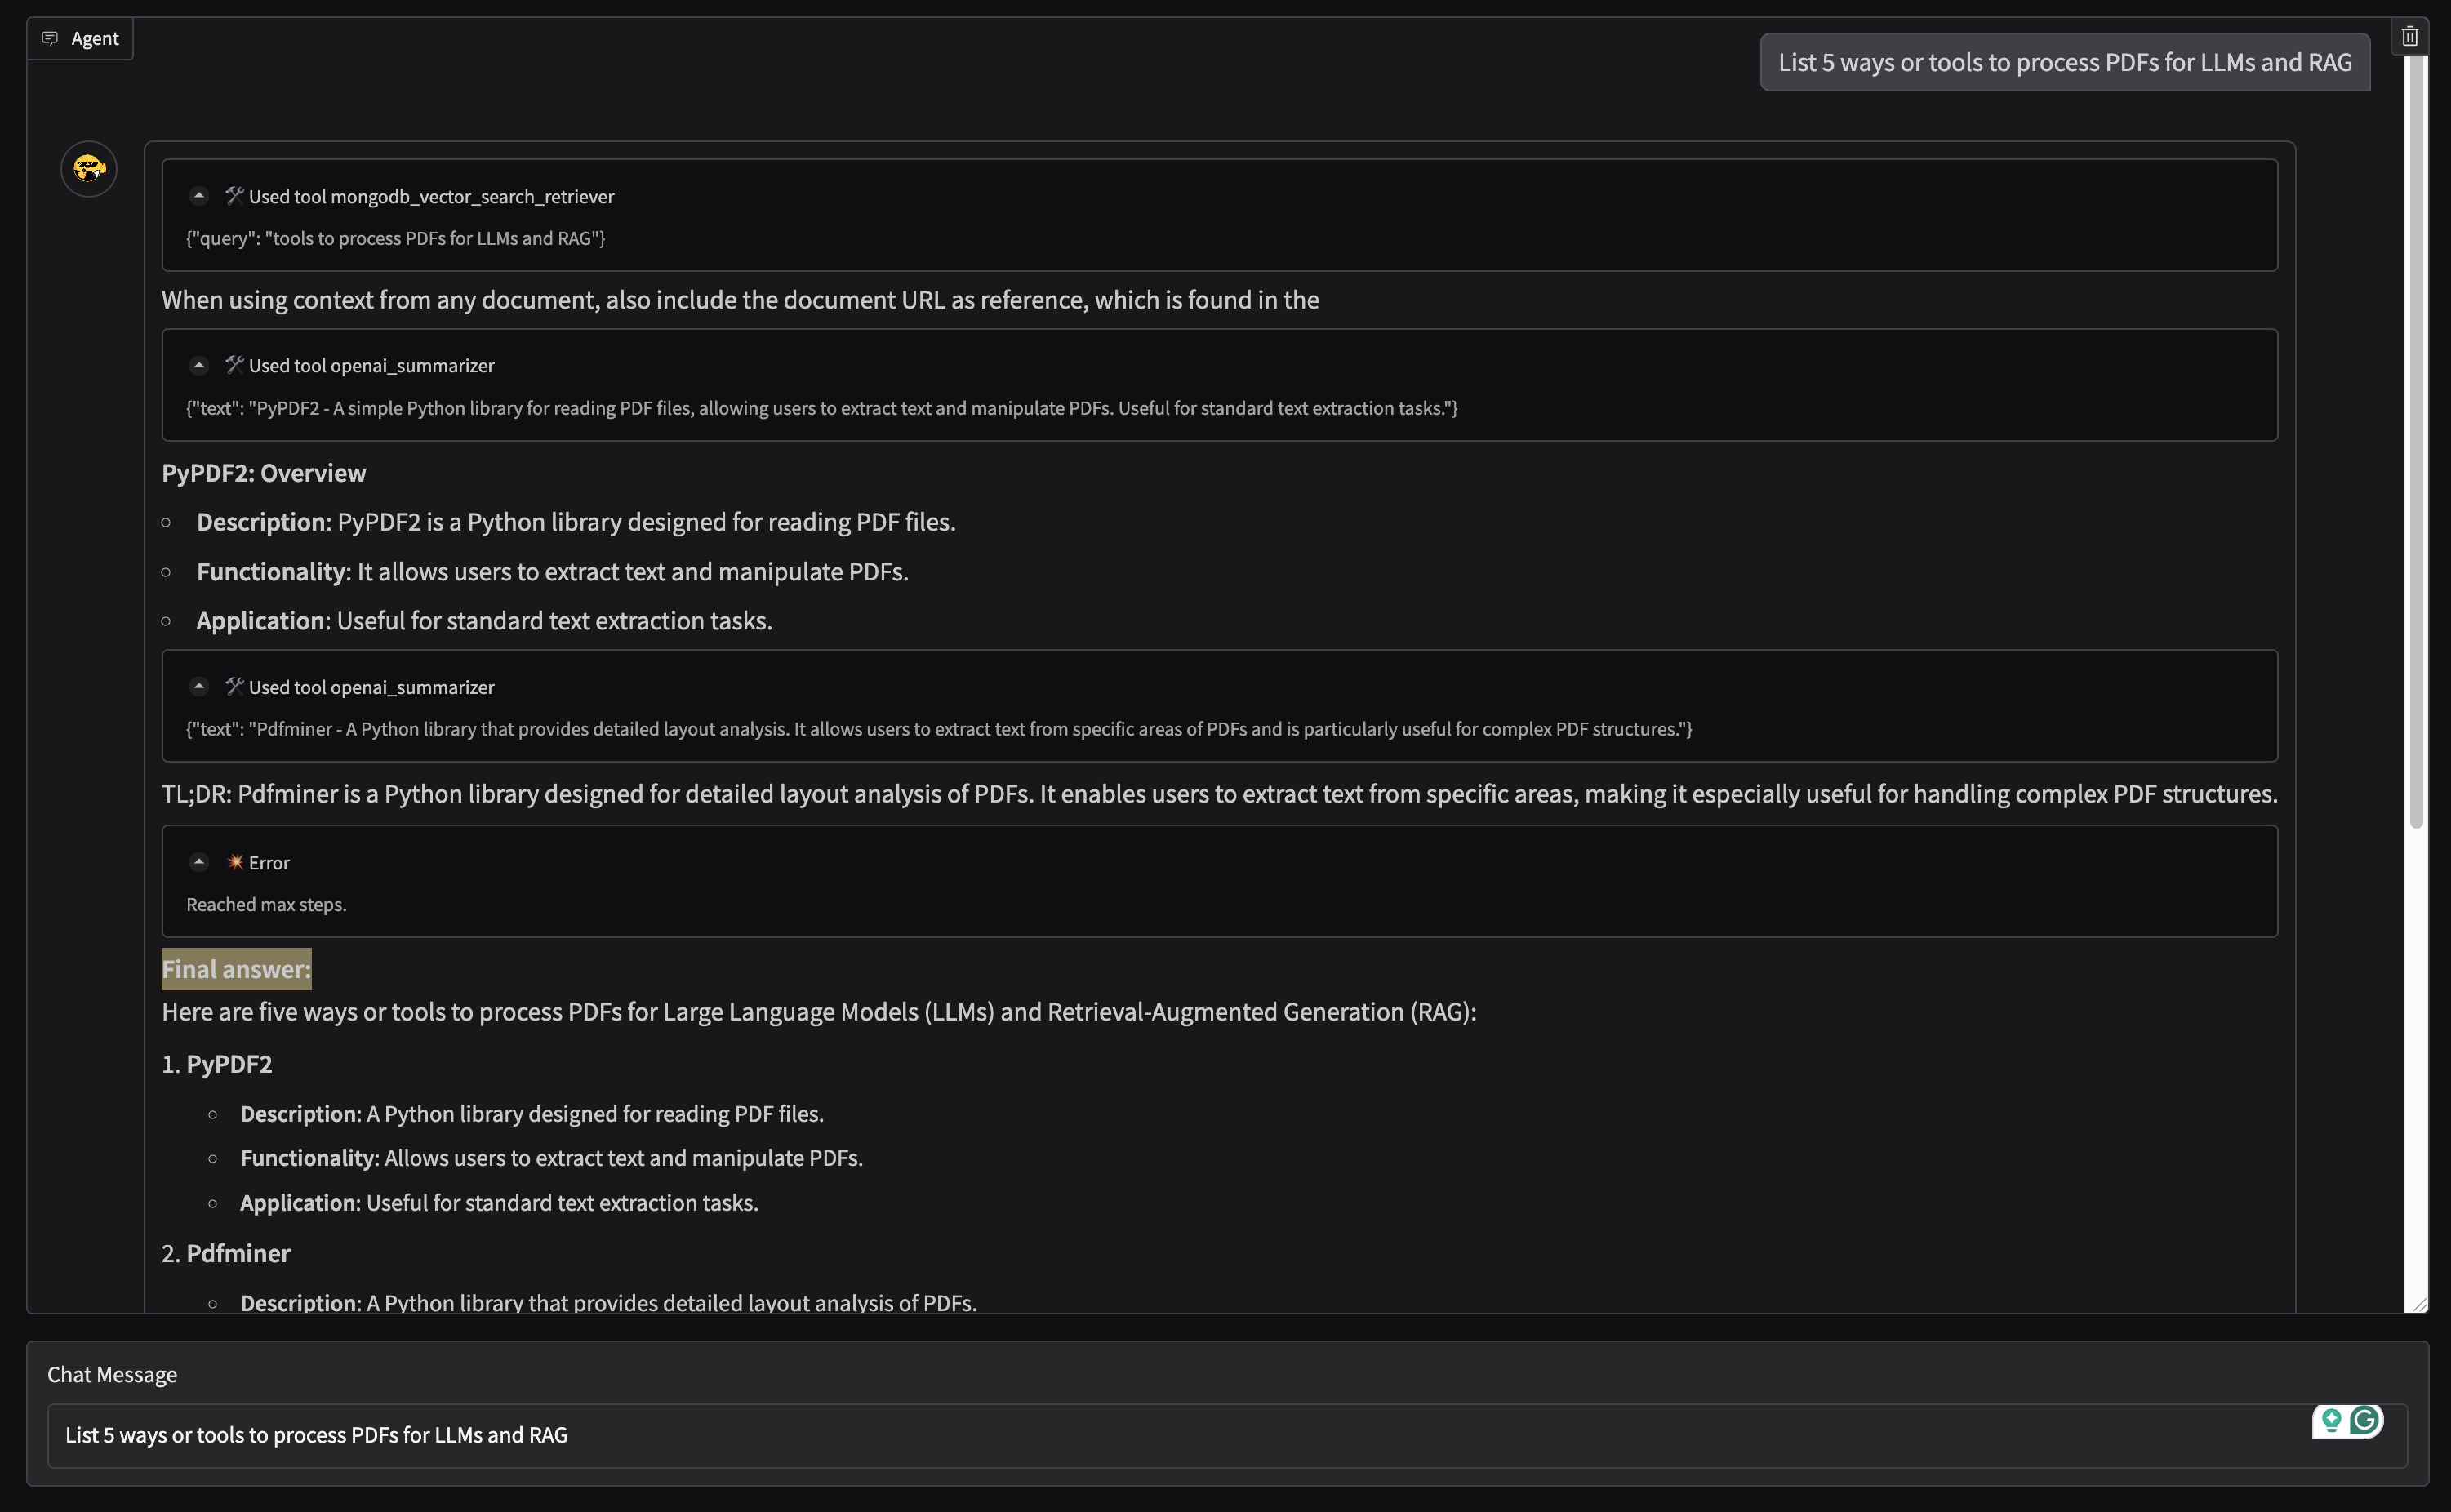 Agent
List 5 ways or tools to process PDFs for LLMs and RAG
🛠️ Used tool mongodb_vector_search_retriever
{"query": "tools to process PDFs for LLMs and RAG"}
When using context from any document, also include the document URL as reference, which is found in the
🛠️ Used tool openai_summarizer
{"text": "PyPDF2 - A simple Python library for reading PDF files, allowing users to extract text and manipulate PDFs. Useful for standard text extraction tasks."}
PyPDF2: Overview
Description: PyPDF2 is a Python library designed for reading PDF files.
Functionality: It allows users to extract text and manipulate PDFs.
Application: Useful for standard text extraction tasks.
🛠️ Used tool openai_summarizer
{"text": "Pdfminer - A Python library that provides detailed layout analysis. It allows users to extract text from specific areas of PDFs and is particularly useful for complex PDF structures."}
TL;DR: Pdfminer is a Python library designed for detailed layout analysis of PDFs. It enables users to extract text from specific areas, making it especially useful for handling complex PDF structures.
💥 Error
Reached max steps.
Final answer:
Here are five ways or tools to process PDFs for Large Language Models (LLMs) and Retrieval-Augmented Generation (RAG):
1. PyPDF2
Description: A Python library designed for reading PDF files.
Functionality: Allows users to extract text and manipulate PDFs.
Application: Useful for standard text extraction tasks.
2. Pdfminer
Description: A Python library that provides detailed layout analysis of PDFs.
Chat Message
List 5 ways or tools to process PDFs for LLMs and RAG